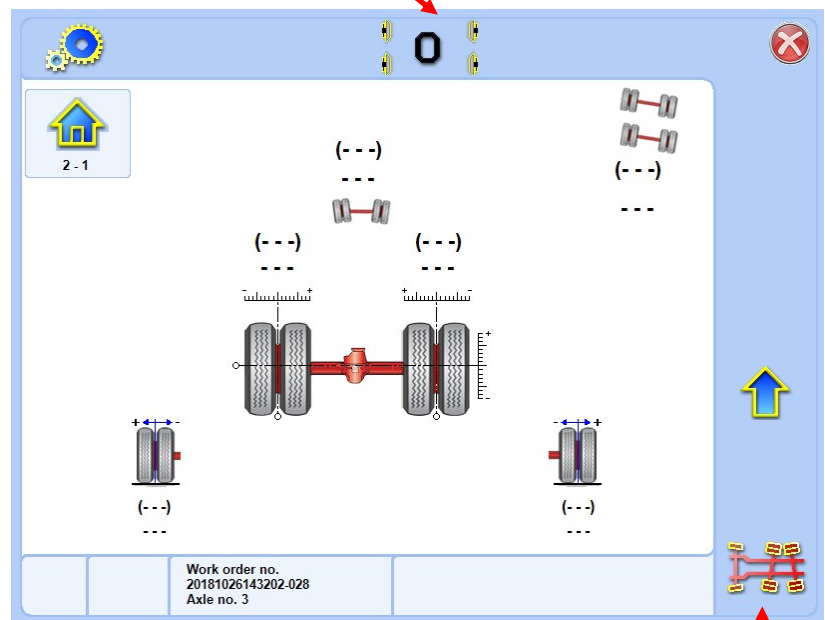 0
2 - 1
(- - -)
- - -
(- - -)
- - -
(- - -) (- - -)
- - - - - -
- + + -
+
-
+ - - +
(- - -) (- - -)
- - - - - -
Work order no.
20181026143202-028
Axle no. 3